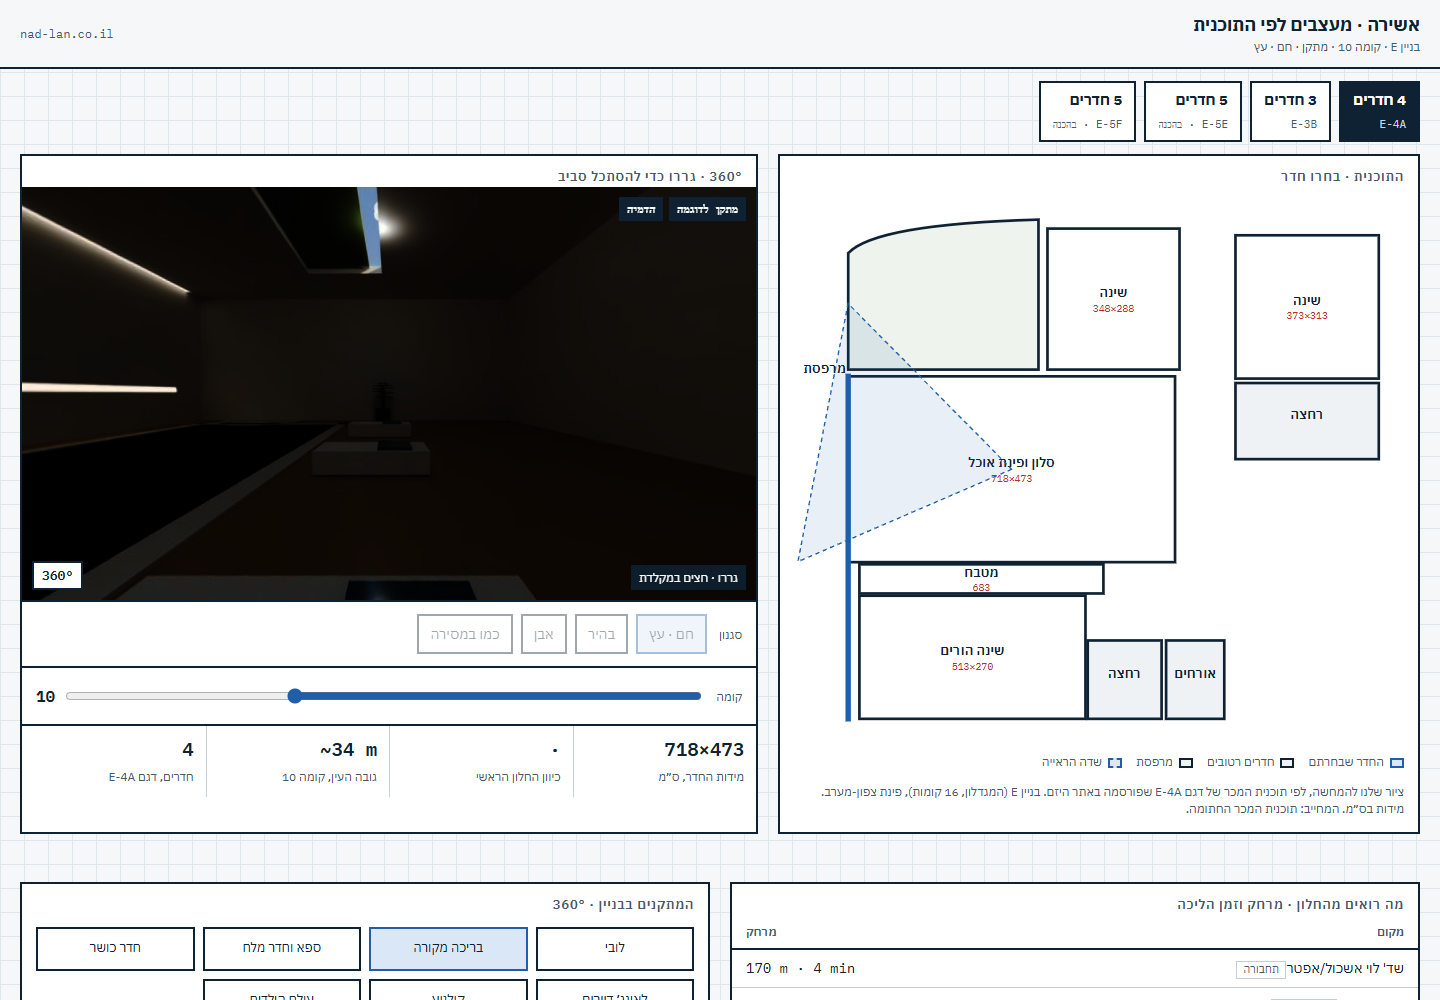 אשירה · מעצבים לפי התוכנית
בניין E · קומה 10 · מתקן · חם · עץ
nad-lan.co.il
4 חדרים
E-4A
3 חדרים
E-3B
5 חדרים
E-5E · בהכנה
5 חדרים
E-5F · בהכנה
התוכנית · בחרו חדר
שינה
348×288
שינה
373×313
מרפסת
רחצה
סלון ופינת אוכל
718×473
מטבח
683
שינה הורים
513×270
רחצה
אורחים
החדר שבחרתם
חדרים רטובים
מרפסת
שדה הראייה
ציור שלנו להמחשה, לפי תוכנית המכר של דגם E-4A שפורסמה באתר היזם. בניין E (המגדלון, 16 קומות), פינת צפון-מערב.
מידות בס״מ. המחייב: תוכנית המכר החתומה.
360° · גררו כדי להסתכל סביב
מתקן לדוגמה
הדמיה
360°
גררו · חצים במקלדת
סגנון
חם · עץ
בהיר
אבן
כמו במסירה
קומה
10
718×473
מידות החדר, ס״מ
·
כיוון החלון הראשי
~34 m
גובה העין, קומה 10
4
חדרים, דגם E-4A
מה רואים מהחלון · מרחק וזמן הליכה
מקום
מרחק
שד' לוי אשכול/אפטר
תחבורה
170 m · 4 min
המתקנים בבניין · 360°
לובי
בריכה מקורה
ספא וחדר מלח
חדר כושר
לאונג' דיירים
קולנוע
עולם הילדים